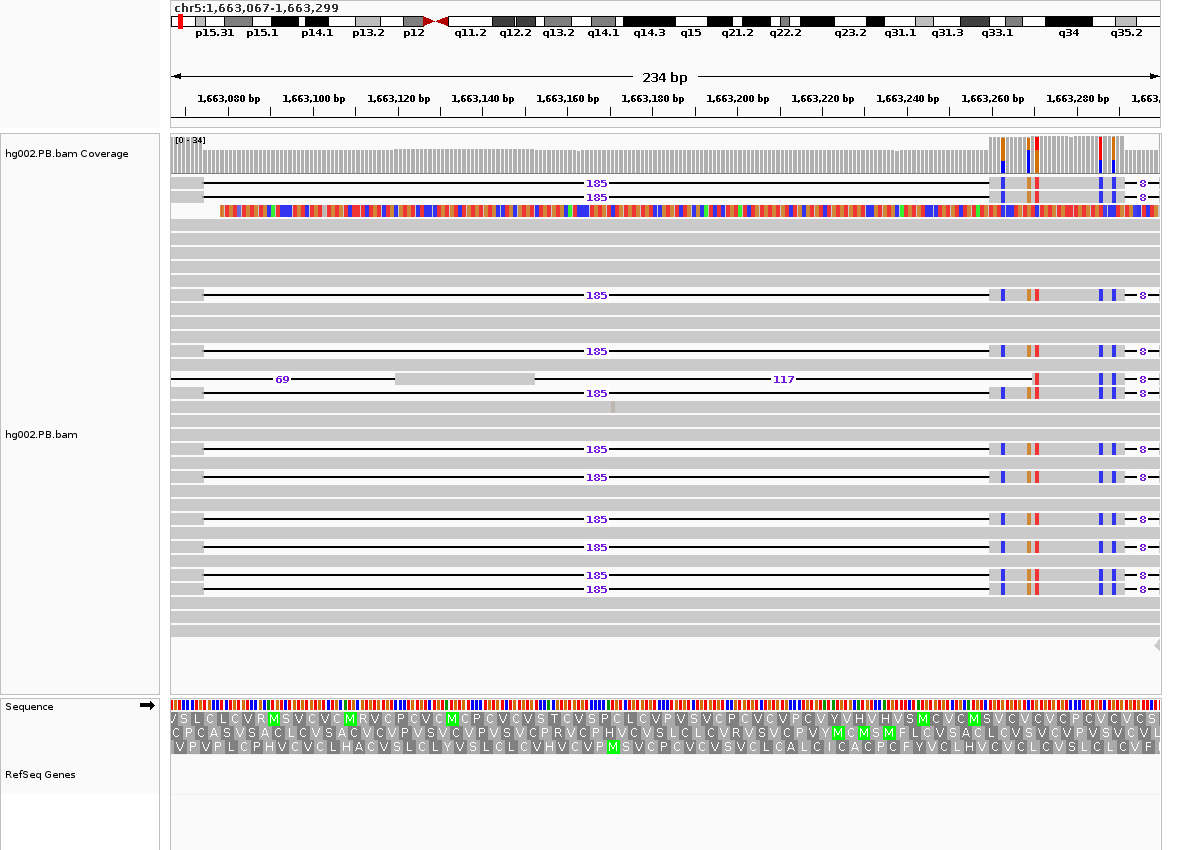 chr5:1,663,067-1,663,299
p15.31 p15.1 p14.1 p13.2 p12 q11.2 q12.2 q13.2 q14.1 q14.3 q15 q21.2 q22.2 q23.2 q31.1 q31.3 q33.1 q34 q35.2
234 bp
1,663,080 bp 1,663,100 bp 1,663,120 bp 1,663,140 bp 1,663,160 bp 1,663,180 bp 1,663,200 bp 1,663,220 bp 1,663,240 bp 1,663,260 bp 1,663,280 bp 1,663,
hg002.PB.bam Coverage
[0 - 34]
185 8
185 8
185 8
185 8
69 117 8
185 8
hg002.PB.bam
185 8
185 8
185 8
185 8
185 8
185 8
Sequence
V S L C L C V R M S V C V C M R V C P C V C M C P C V C V S T C V S P C L C V P V S V C P C V C V P C V Y V H V H V S M C V C M S V C V C V C P C V C V C S
C P C A S V S A C L C V S A C V C V P V S V C V P V S V C P R V C P H V C V S L C L C V R V S V C P V Y M C M S M F L C V S A C L C V S V C V P V S V C V L
V P V P L C P H V C V C L H A C V S L C L Y V S L C L C V H V C V P M S V C P C V C V S V C L C A L C I C A C P C F Y V C L H V C V C L C V S L C L C V F
RefSeq Genes